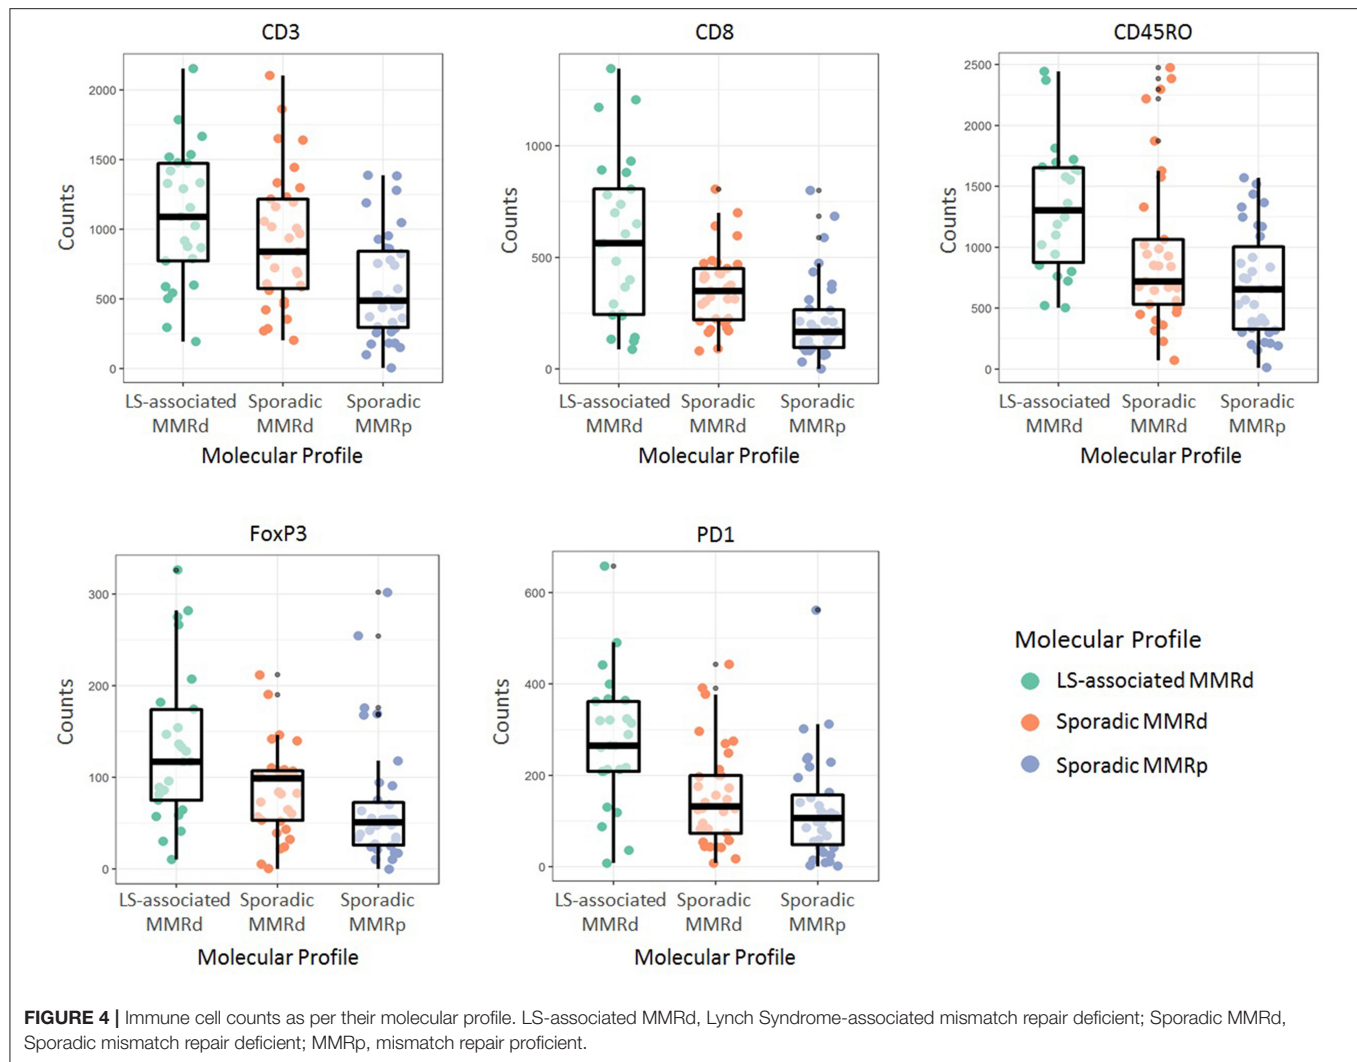 CD3
2000
1500
1000
500
0
Counts
LS-associated MMRd
Sporadic MMRd
Sporadic MMRp
Molecular Profile
CD8
1000
500
0
Counts
LS-associated MMRd
Sporadic MMRd
Sporadic MMRp
Molecular Profile
CD45RO
2500
2000
1500
1000
500
0
Counts
LS-associated MMRd
Sporadic MMRd
Sporadic MMRp
Molecular Profile
FoxP3
300
200
100
0
Counts
LS-associated MMRd
Sporadic MMRd
Sporadic MMRp
Molecular Profile
PD1
600
400
200
0
Counts
LS-associated MMRd
Sporadic MMRd
Sporadic MMRp
Molecular Profile
Molecular Profile
LS-associated MMRd
Sporadic MMRd
Sporadic MMRp
FIGURE 4 | Immune cell counts as per their molecular profile. LS-associated MMRd, Lynch Syndrome-associated mismatch repair deficient; Sporadic MMRd,
Sporadic mismatch repair deficient; MMRp, mismatch repair proficient.